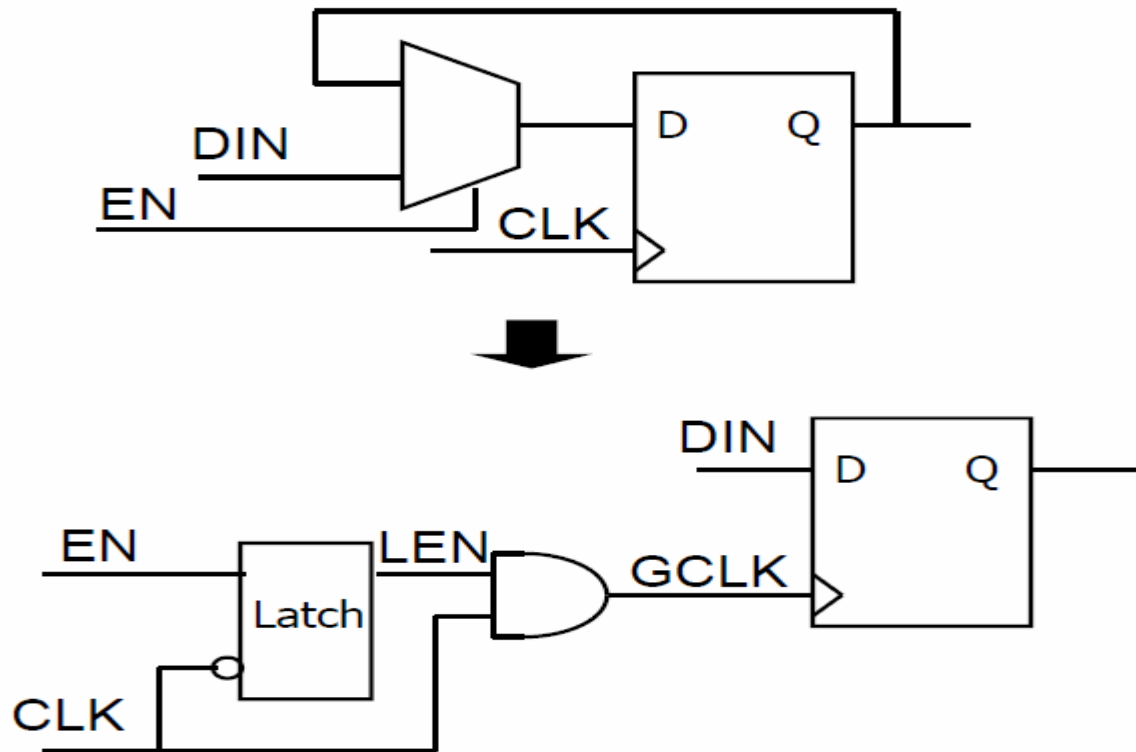 DIN
EN
CLK
D Q
DIN
D Q
EN
LEN
GCLK
Latch
CLK